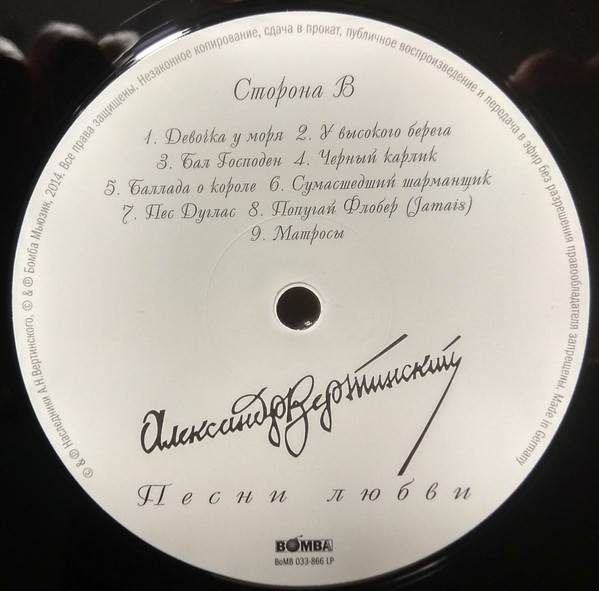 © & ℗ Наследники А.Н.Вертинского, © & ℗ Бомба Мьюзик, 2014. Все права защищены. Незаконное копирование, сдача в прокат, публичное воспроизведение и передача в эфир без разрешения правообладателя запрещены. Made in Germany
Сторона В
1. Девочка у моря 2. У высокого берега
3. Бал Господен 4. Черный карлик
5. Баллада о короле 6. Сумасшедший шарманщик
7. Пес Дуглас 8. Попугай Флобер (Jamais)
9. Матросы
Александр Вертинский
Песни любви
BOMBA
BoMB 033-866 LP